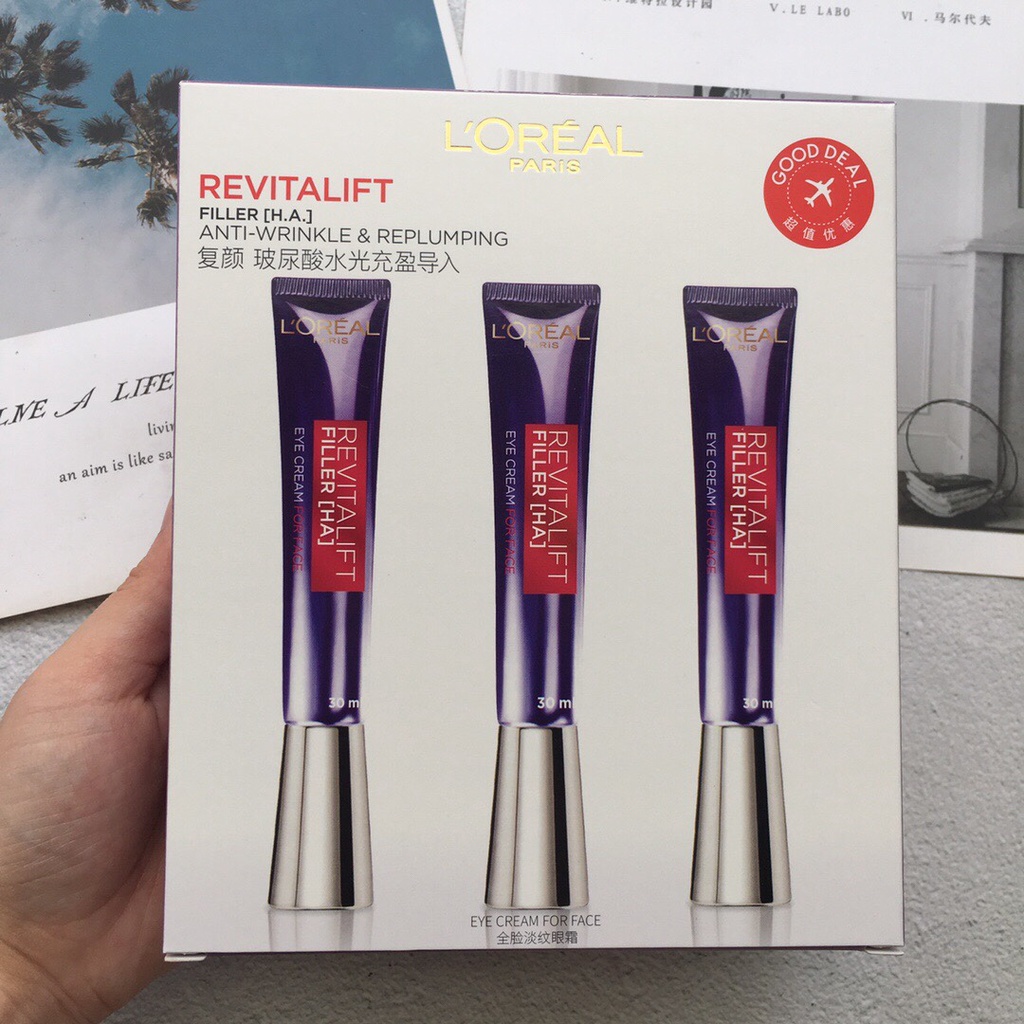 V.LE LABO
VI .马尔代夫
LIVE A LIFE
livin
an aim is like sa
L'ORÉAL
PARIS
GOOD DEAL
超值优惠
REVITALIFT
FILLER [H.A.]
ANTI-WRINKLE & REPLUMPING
复颜 玻尿酸水光充盈导入
L'ORÉAL
PARIS
REVITALIFT
FILLER [HA]
EYE CREAM FOR FACE
30 m
L'ORÉAL
PARIS
REVITALIFT
FILLER [HA]
EYE CREAM FOR FACE
30 m
L'ORÉAL
PARIS
REVITALIFT
FILLER [HA]
EYE CREAM FOR FACE
30 m
EYE CREAM FOR FACE
全脸淡纹眼霜